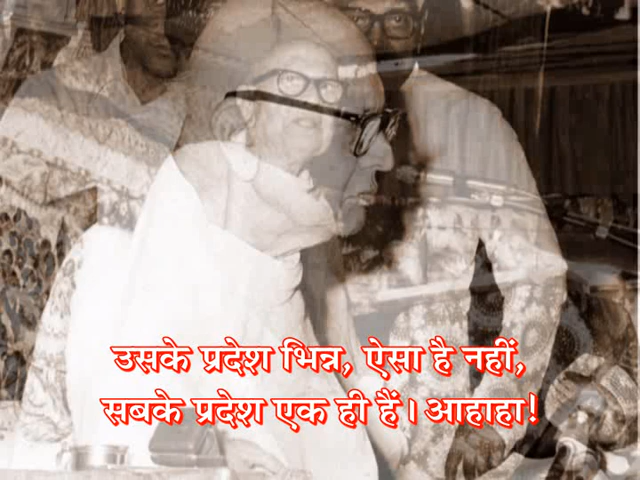 उसके प्रदेश भिन्न, ऐसा है नहीं,
सबके प्रदेश एक ही हैं। आहाहा!